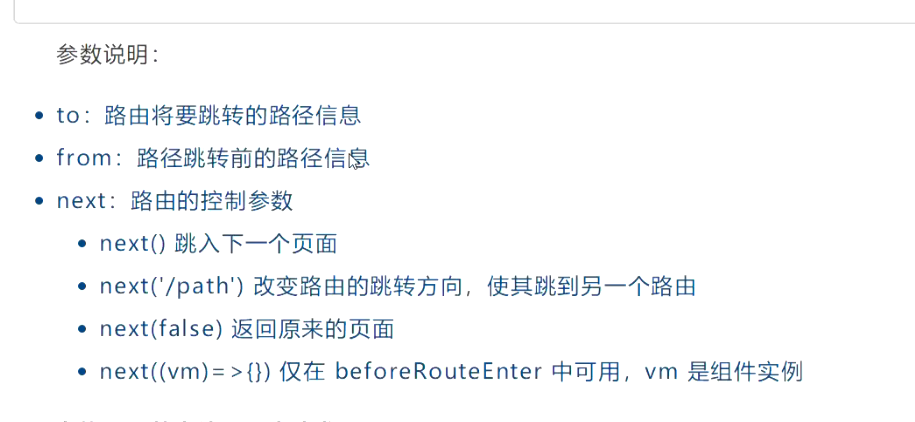 参数说明：
to：路由将要跳转的路径信息
from：路径跳转前的路径信息
next：路由的控制参数
next() 跳入下一个页面
next('/path') 改变路由的跳转方向，使其跳到另一个路由
next(false) 返回原来的页面
next((vm)=>{}) 仅在 beforeRouteEnter 中可用，vm 是组件实例